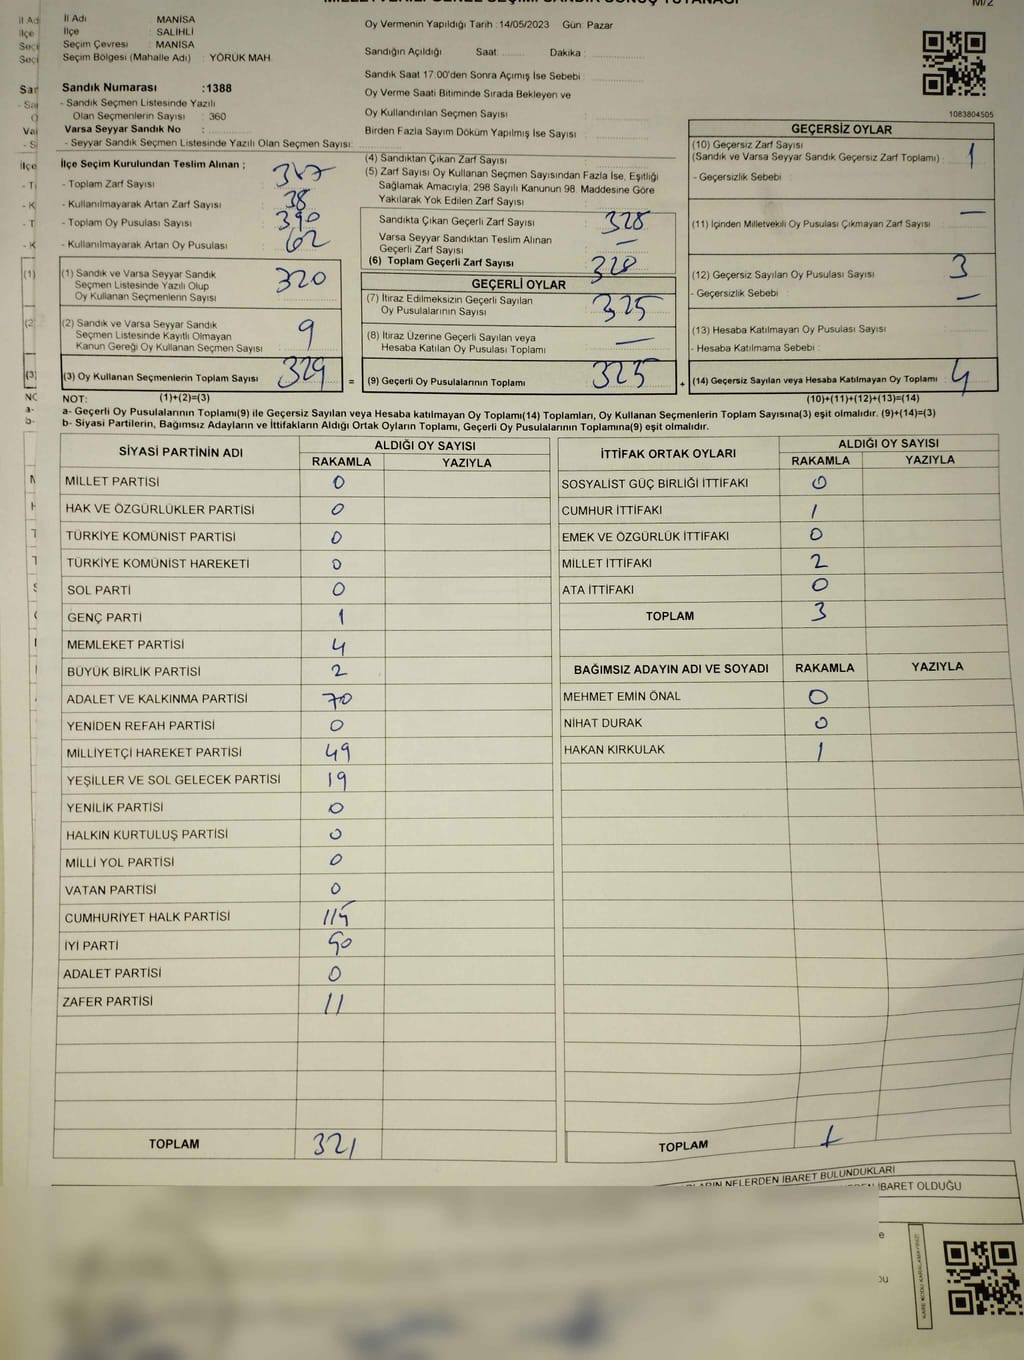 M/2
İl Adı MANİSA
İlçe SALİHLİ
Seçim Çevresi MANİSA
Seçim Bölgesi (Mahalle Adı) : YÖRÜK MAH.
Sandık Numarası :1388
- Sandık Seçmen Listesinde Yazılı
Olan Seçmenlerin Sayısı : 360
Varsa Seyyar Sandık No :
- Seyyar Sandık Seçmen Listesinde Yazılı Olan Seçmen Sayısı:
Oy Vermenin Yapıldığı Tarih :14/05/2023 Gün: Pazar
Sandığın Açıldığı Saat: Dakika :
Sandık Saat 17:00'den Sonra Açımış İse Sebebi :
Oy Verme Saati Bitiminde Sırada Bekleyen ve
Oy Kullandırılan Seçmen Sayısı :
Birden Fazla Sayım Döküm Yapılmış İse Sayısı :
1083804505
İlçe Seçim Kurulundan Teslim Alınan ;
- Toplam Zarf Sayısı : 367
- Kullanılmayarak Artan Zarf Sayısı : 38
- Toplam Oy Pusulası Sayısı : 390
- Kullanılmayarak Artan Oy Pusulası : 62
(1) Sandık ve Varsa Seyyar Sandık
Seçmen Listesinde Yazılı Olup
Oy Kullanan Seçmenlerin Sayısı : 320
(2) Sandık ve Varsa Seyyar Sandık
Seçmen Listesinde Kayıtlı Olmayan
Kanun Gereği Oy Kullanan Seçmen Sayısı : 9
(3) Oy Kullanan Seçmenlerin Toplam Sayısı : 329
(4) Sandıktan Çıkan Zarf Sayısı :
(5) Zarf Sayısı Oy Kullanan Seçmen Sayısından Fazla İse, Eşitliği
Sağlamak Amacıyla, 298 Sayılı Kanunun 98. Maddesine Göre
Yakılarak Yok Edilen Zarf Sayısı :
Sandıkta Çıkan Geçerli Zarf Sayısı : 328
Varsa Seyyar Sandıktan Teslim Alınan
Geçerli Zarf Sayısı : —
(6) Toplam Geçerli Zarf Sayısı : 328
GEÇERLİ OYLAR
(7) İtiraz Edilmeksizin Geçerli Sayılan
Oy Pusulalarının Sayısı : 325
(8) İtiraz Üzerine Geçerli Sayılan veya
Hesaba Katılan Oy Pusulası Toplamı : —
= (9) Geçerli Oy Pusulalarının Toplamı : 325
GEÇERSİZ OYLAR
(10) Geçersiz Zarf Sayısı
(Sandık ve Varsa Seyyar Sandık Geçersiz Zarf Toplamı) : 1
- Geçersizlik Sebebi :
(11) İçinden Milletvekili Oy Pusulası Çıkmayan Zarf Sayısı : —
(12) Geçersiz Sayılan Oy Pusulası Sayısı : 3
- Geçersizlik Sebebi : —
(13) Hesaba Katılmayan Oy Pusulası Sayısı :
- Hesaba Katılmama Sebebi :
+ (14) Geçersiz Sayılan veya Hesaba Katılmayan Oy Toplamı : 4
NOT: (1)+(2)=(3) (10)+(11)+(12)+(13)=(14)
a- Geçerli Oy Pusulalarının Toplamı(9) ile Geçersiz Sayılan veya Hesaba katılmayan Oy Toplamı(14) Toplamları, Oy Kullanan Seçmenlerin Toplam Sayısına(3) eşit olmalıdır. (9)+(14)=(3)
b- Siyasi Partilerin, Bağımsız Adayların ve İttifakların Aldığı Ortak Oyların Toplamı, Geçerli Oy Pusulalarının Toplamına(9) eşit olmalıdır.
SİYASİ PARTİNİN ADI ALDIĞI OY SAYISI
RAKAMLA YAZIYLA
MİLLET PARTİSİ 0
HAK VE ÖZGÜRLÜKLER PARTİSİ 0
TÜRKİYE KOMÜNİST PARTİSİ 0
TÜRKİYE KOMÜNİST HAREKETİ 0
SOL PARTİ 0
GENÇ PARTİ 1
MEMLEKET PARTİSİ 4
BÜYÜK BİRLİK PARTİSİ 2
ADALET VE KALKINMA PARTİSİ 70
YENİDEN REFAH PARTİSİ 0
MİLLİYETÇİ HAREKET PARTİSİ 49
YEŞİLLER VE SOL GELECEK PARTİSİ 19
YENİLİK PARTİSİ 0
HALKIN KURTULUŞ PARTİSİ 0
MİLLİ YOL PARTİSİ 0
VATAN PARTİSİ 0
CUMHURİYET HALK PARTİSİ 115
İYİ PARTİ 50
ADALET PARTİSİ 0
ZAFER PARTİSİ 11
TOPLAM 321
İTTİFAK ORTAK OYLARI ALDIĞI OY SAYISI
RAKAMLA YAZIYLA
SOSYALİST GÜÇ BİRLİĞİ İTTİFAKI 0
CUMHUR İTTİFAKI 1
EMEK VE ÖZGÜRLÜK İTTİFAKI 0
MİLLET İTTİFAKI 2
ATA İTTİFAKI 0
TOPLAM 3
BAĞIMSIZ ADAYIN ADI VE SOYADI RAKAMLA YAZIYLA
MEHMET EMİN ÖNAL 0
NİHAT DURAK 0
HAKAN KIRKULAK 1
TOPLAM 1
NELERDEN İBARET BULUNDUKLARI
İBARET OLDUĞU